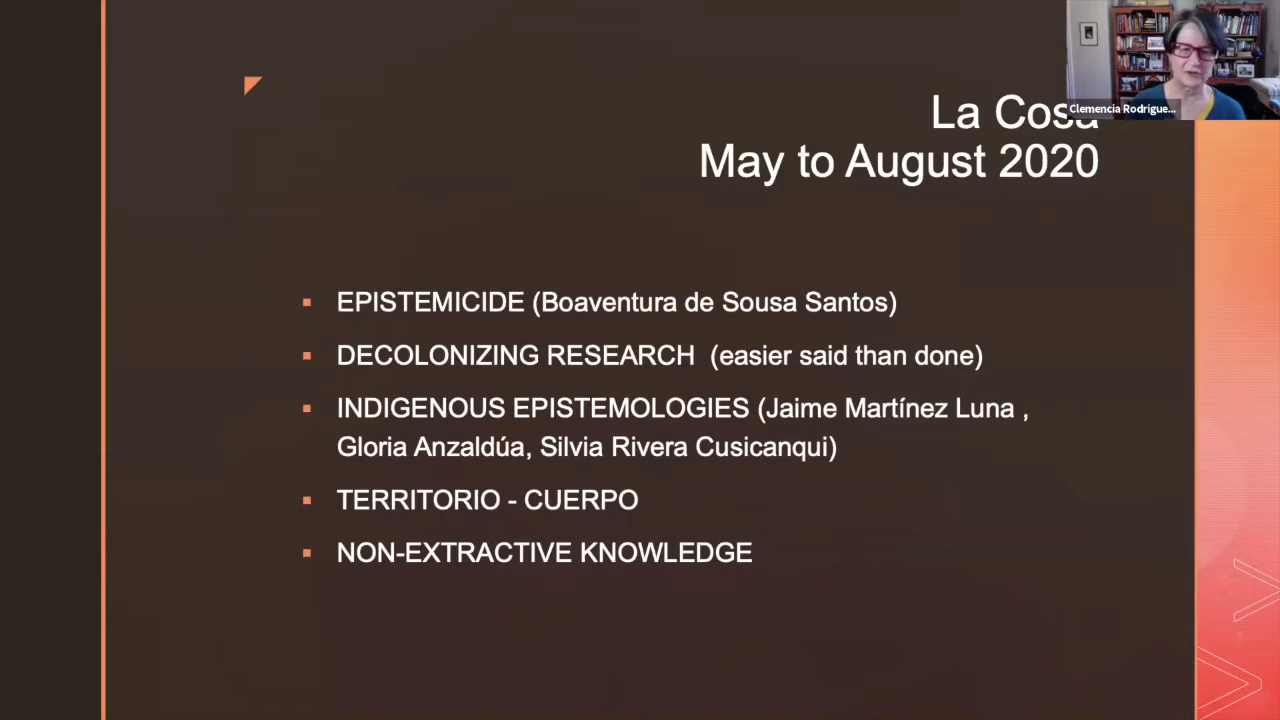 La Cosa
May to August 2020
Clemencia Rodrigue...
▪ EPISTEMICIDE (Boaventura de Sousa Santos)
▪ DECOLONIZING RESEARCH (easier said than done)
▪ INDIGENOUS EPISTEMOLOGIES (Jaime Martínez Luna ,
Gloria Anzaldúa, Silvia Rivera Cusicanqui)
▪ TERRITORIO - CUERPO
▪ NON-EXTRACTIVE KNOWLEDGE